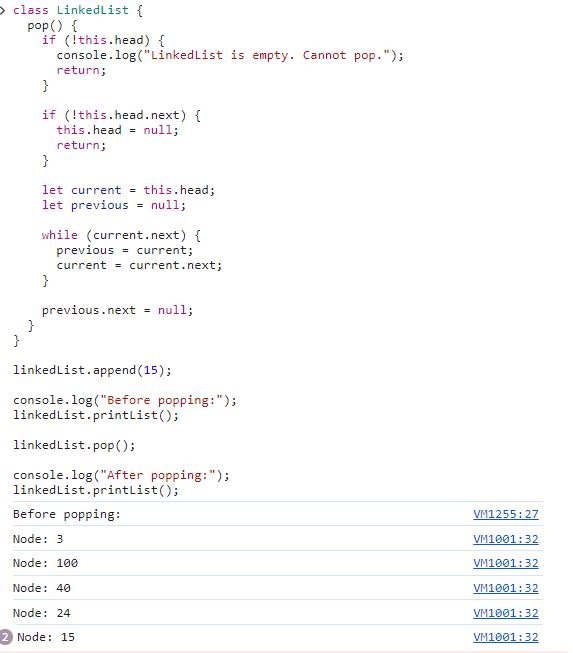 > class LinkedList {
  pop() {
    if (!this.head) {
      console.log("LinkedList is empty. Cannot pop.");
      return;
    }

    if (!this.head.next) {
      this.head = null;
      return;
    }

    let current = this.head;
    let previous = null;

    while (current.next) {
      previous = current;
      current = current.next;
    }

    previous.next = null;
  }
}

linkedList.append(15);

console.log("Before popping:");
linkedList.printList();

linkedList.pop();

console.log("After popping:");
linkedList.printList();
Before popping: VM1255:27
Node: 3 VM1001:32
Node: 100 VM1001:32
Node: 40 VM1001:32
Node: 24 VM1001:32
2 Node: 15 VM1001:32